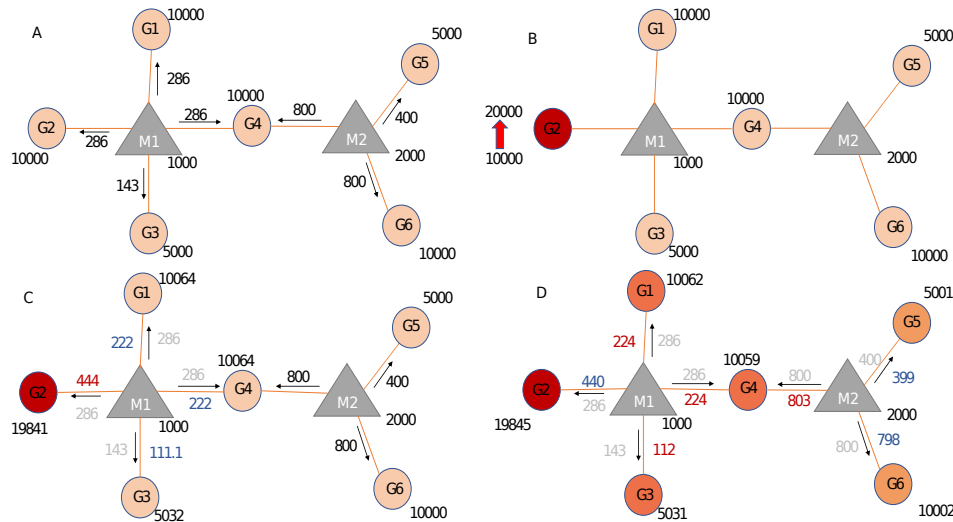 A
10000
G1
286
G2
10000
286
M1
1000
286
10000
G4
143
G3
5000
800
M2
2000
5000
G5
400
800
G6
10000
B
10000
G1
20000
10000
G2
M1
1000
10000
G4
G3
5000
M2
2000
5000
G5
G6
10000
C
10064
G1
222
286
444
G2
286
19841
M1
1000
286
222
10064
G4
143
111.1
G3
5032
800
M2
2000
5000
G5
400
800
G6
10000
D
10062
G1
224
286
440
G2
286
19845
M1
1000
286
224
10059
G4
143
112
G3
5031
800
803
M2
2000
5001
G5
400
399
798
800
G6
10002